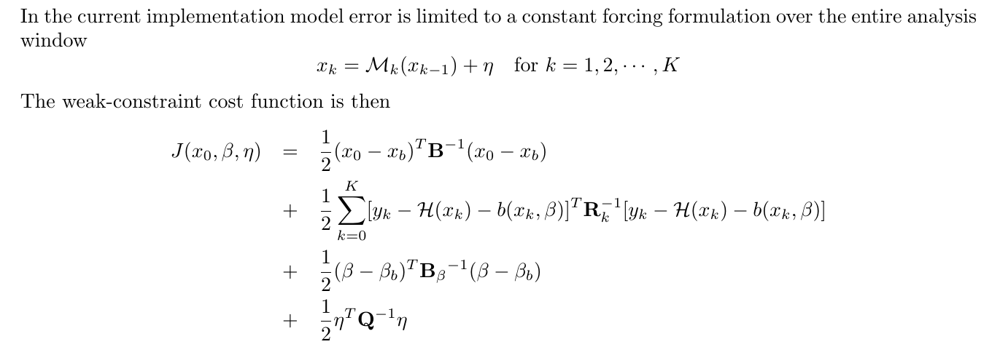 In the current implementation model error is limited to a constant forcing formulation over the entire analysis
window
$x_k = \mathcal{M}_k(x_{k-1}) + \eta \quad \text{for } k = 1, 2, \cdots, K$
The weak-constraint cost function is then
$J(x_0, \beta, \eta) = \frac{1}{2}(x_0 - x_b)^T \mathbf{B}^{-1}(x_0 - x_b)$
$+ \frac{1}{2}\sum_{k=0}^{K}[y_k - \mathcal{H}(x_k) - b(x_k, \beta)]^T \mathbf{R}_k^{-1}[y_k - \mathcal{H}(x_k) - b(x_k, \beta)]$
$+ \frac{1}{2}(\beta - \beta_b)^T \mathbf{B}_\beta{}^{-1}(\beta - \beta_b)$
$+ \frac{1}{2}\eta^T \mathbf{Q}^{-1}\eta$